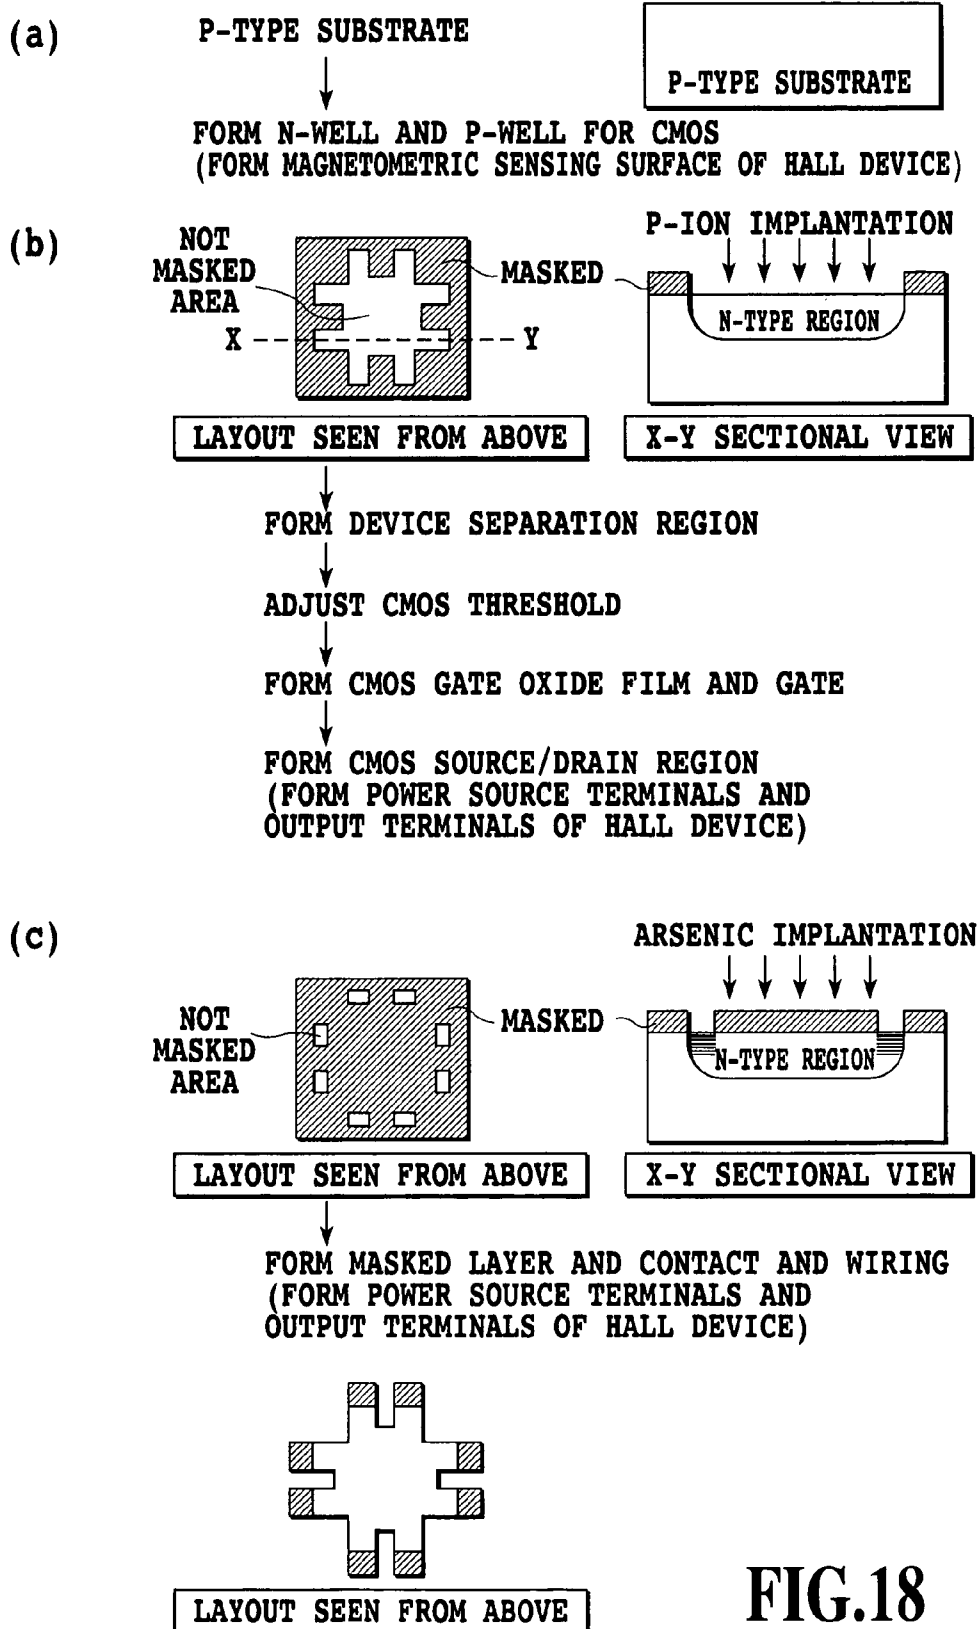 (a)
P-TYPE SUBSTRATE
P-TYPE SUBSTRATE
FORM N-WELL AND P-WELL FOR CMOS
(FORM MAGNETOMETRIC SENSING SURFACE OF HALL DEVICE)
(b)
NOT
MASKED
AREA
MASKED
X
Y
P-ION IMPLANTATION
N-TYPE REGION
LAYOUT SEEN FROM ABOVE
X-Y SECTIONAL VIEW
FORM DEVICE SEPARATION REGION
ADJUST CMOS THRESHOLD
FORM CMOS GATE OXIDE FILM AND GATE
FORM CMOS SOURCE/DRAIN REGION
(FORM POWER SOURCE TERMINALS AND
OUTPUT TERMINALS OF HALL DEVICE)
(c)
NOT
MASKED
AREA
MASKED
ARSENIC IMPLANTATION
N-TYPE REGION
LAYOUT SEEN FROM ABOVE
X-Y SECTIONAL VIEW
FORM MASKED LAYER AND CONTACT AND WIRING
(FORM POWER SOURCE TERMINALS AND
OUTPUT TERMINALS OF HALL DEVICE)
LAYOUT SEEN FROM ABOVE
FIG.18